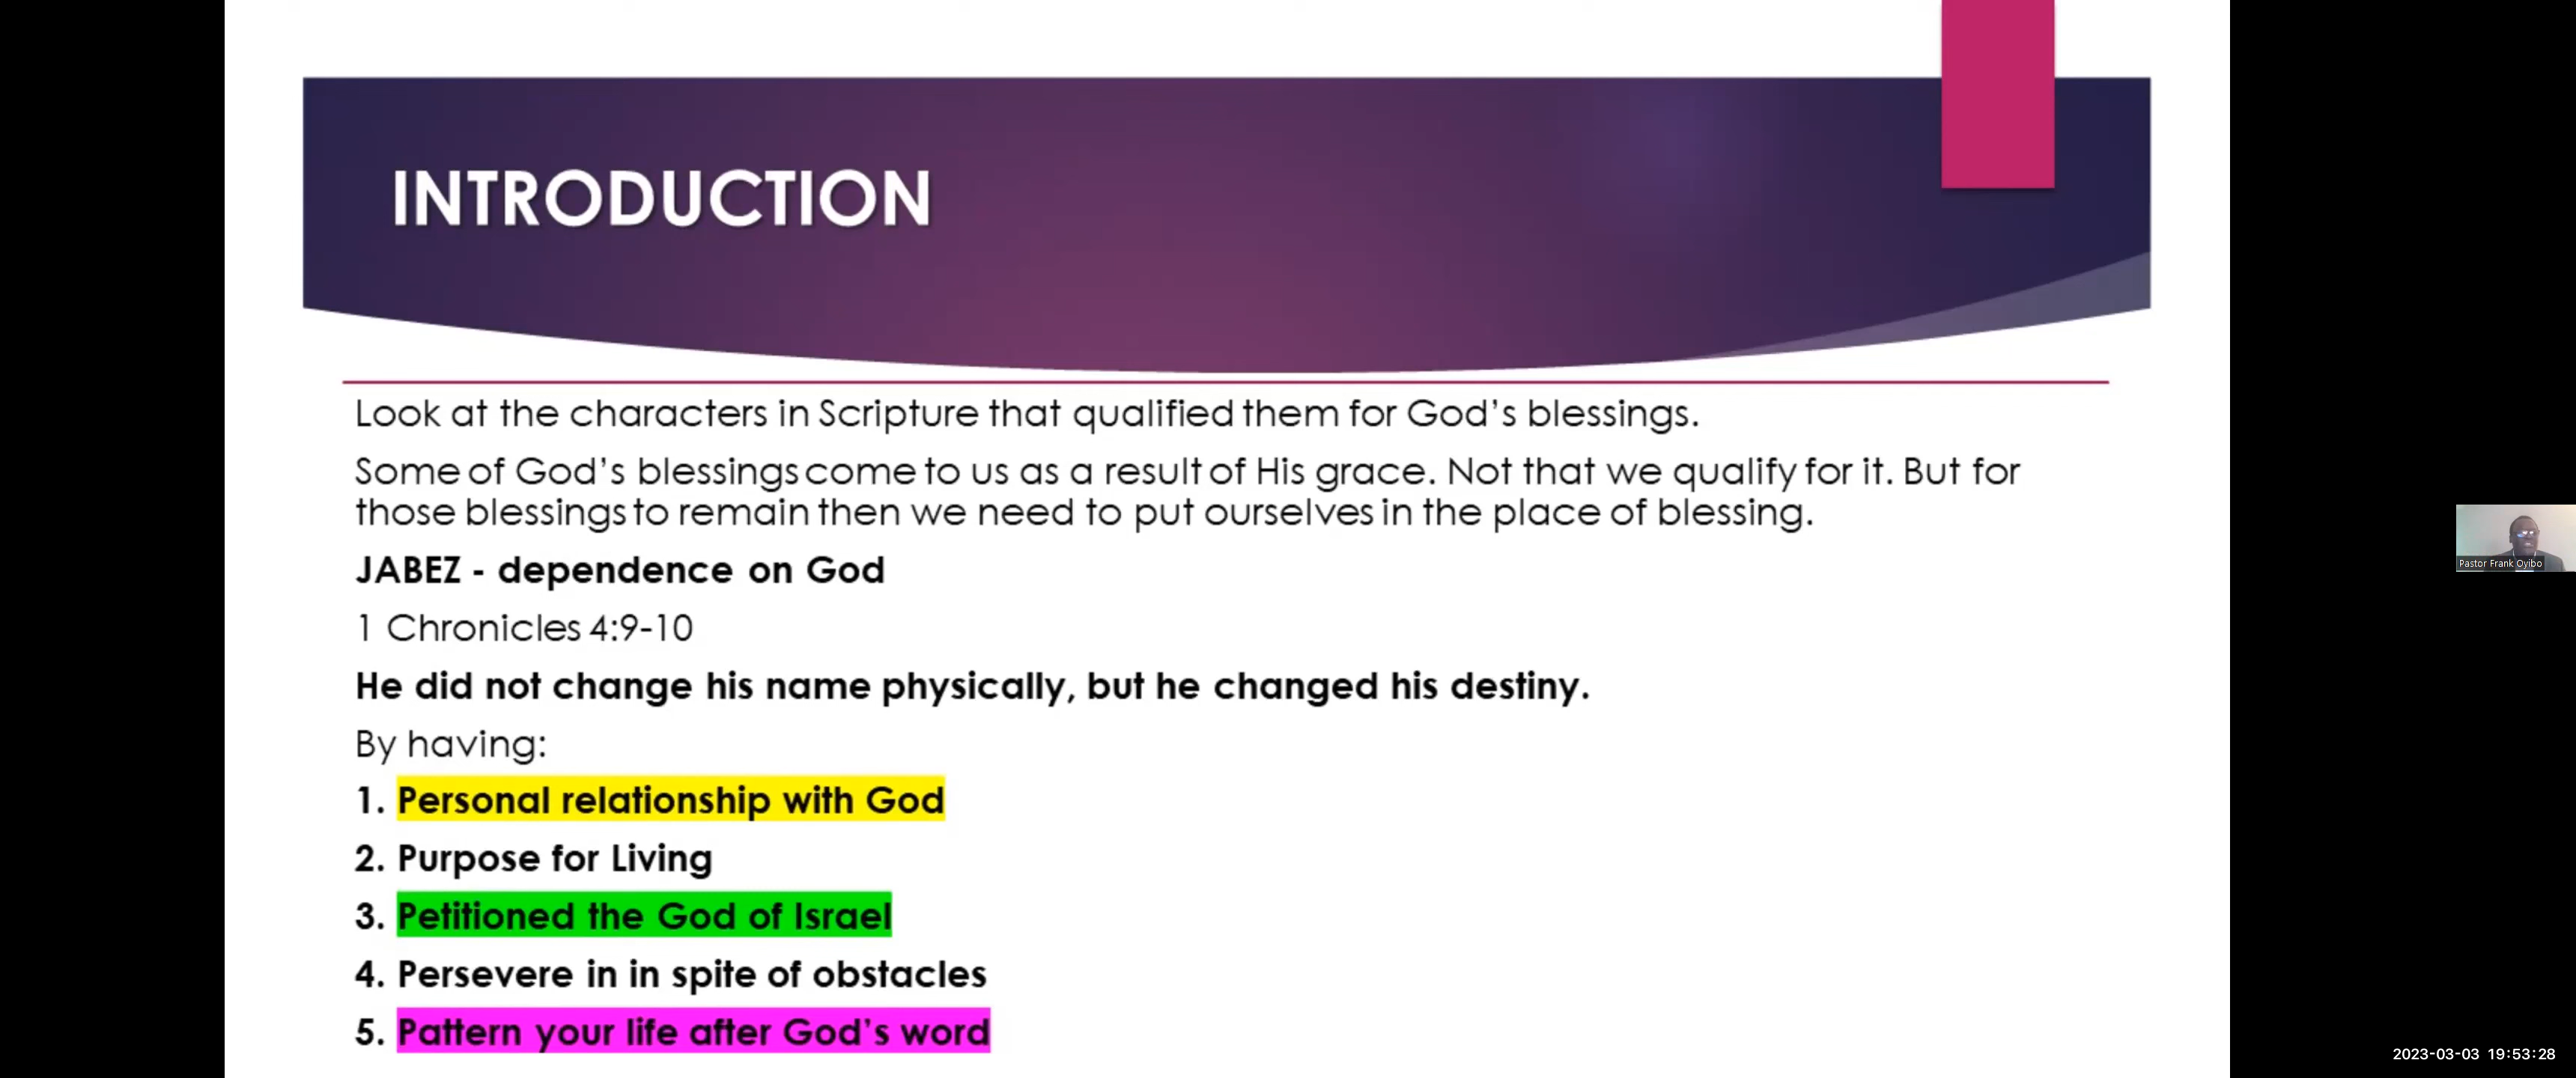 INTRODUCTION
Look at the characters in Scripture that qualified them for God’s blessings.
Some of God’s blessings come to us as a result of His grace. Not that we qualify for it. But for
those blessings to remain then we need to put ourselves in the place of blessing.
JABEZ - dependence on God
1 Chronicles 4:9-10
He did not change his name physically, but he changed his destiny.
By having:
1. Personal relationship with God
2. Purpose for Living
3. Petitioned the God of Israel
4. Persevere in in spite of obstacles
5. Pattern your life after God’s word
Pastor Frank Oyibo
2023-03-03 19:53:28